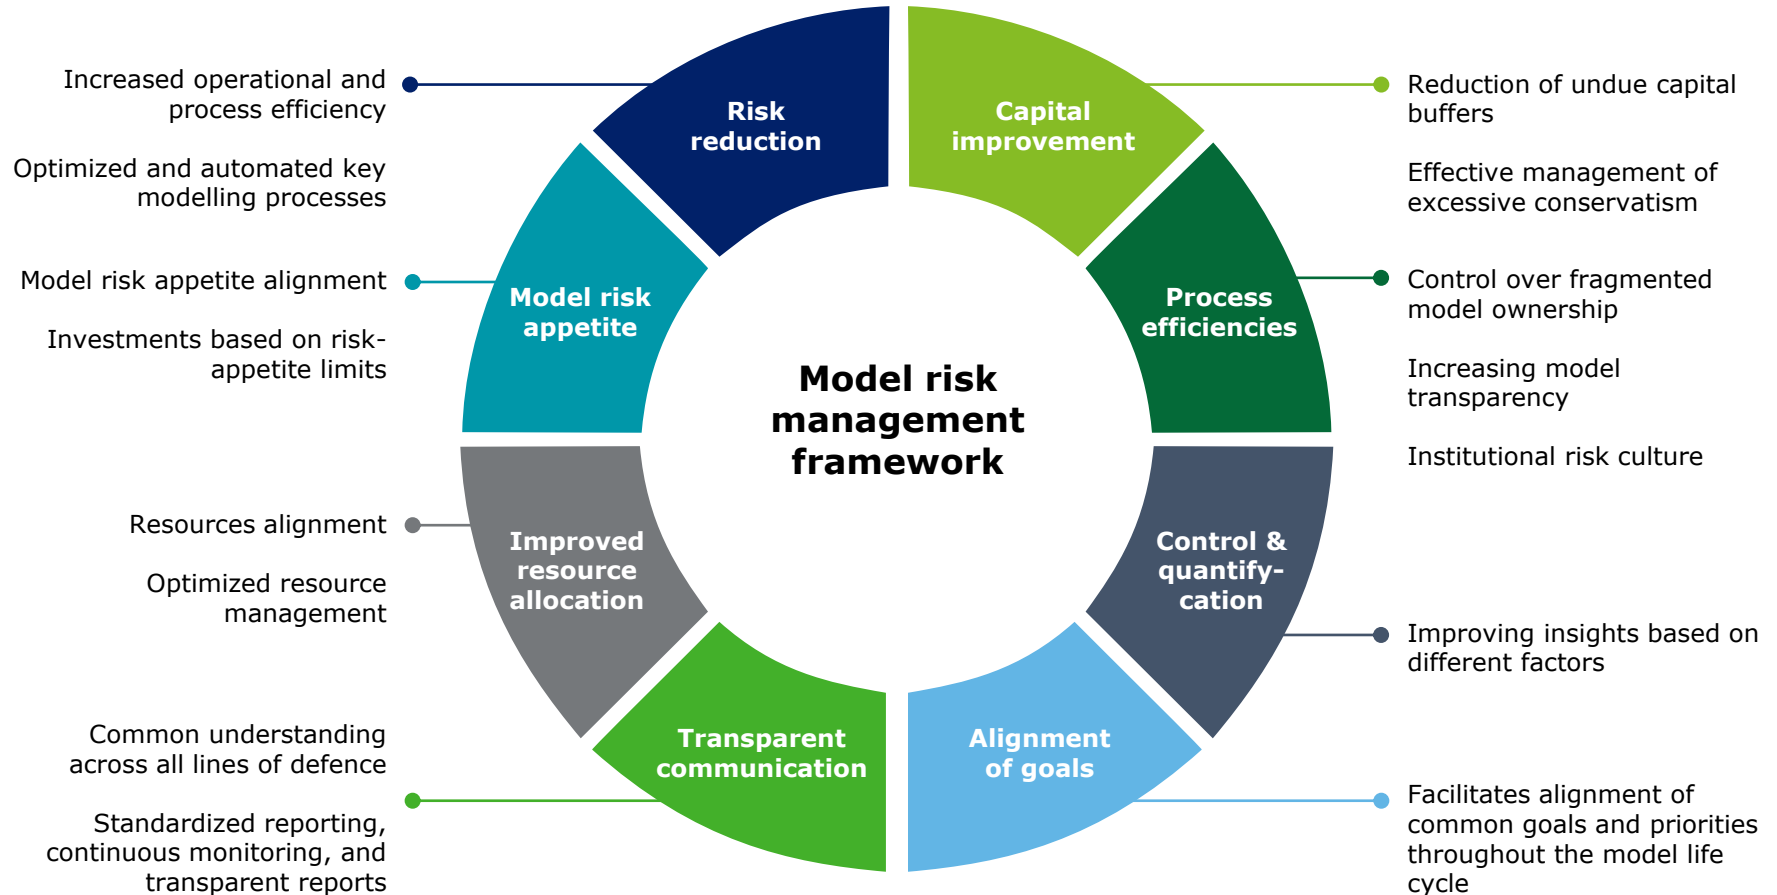 Increased operational and
process efficiency
Optimized and automated key
modelling processes
Model risk appetite alignment
Investments based on risk-
appetite limits
Resources alignment
Optimized resource
management
Common understanding
across all lines of defence
Standardized reporting,
continuous monitoring, and
transparent reports
Risk
reduction
Capital
improvement
Model risk
appetite
Process
efficiencies
Model risk
management
framework
Improved
resource
allocation
Control &
quantify-
cation
Transparent
communication
Alignment
of goals
Reduction of undue capital
buffers
Effective management of
excessive conservatism
Control over fragmented
model ownership
Increasing model
transparency
Institutional risk culture
Improving insights based on
different factors
Facilitates alignment of
common goals and priorities
throughout the model life
cycle